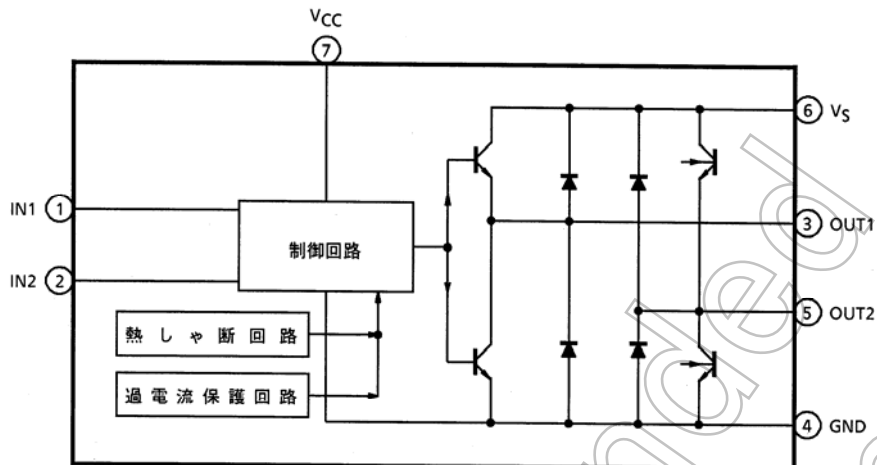 VCC
7
6 VS
IN1 1
3 OUT1
制御回路
IN2 2
5 OUT2
熱しゃ断回路
過電流保護回路
4 GND
ended